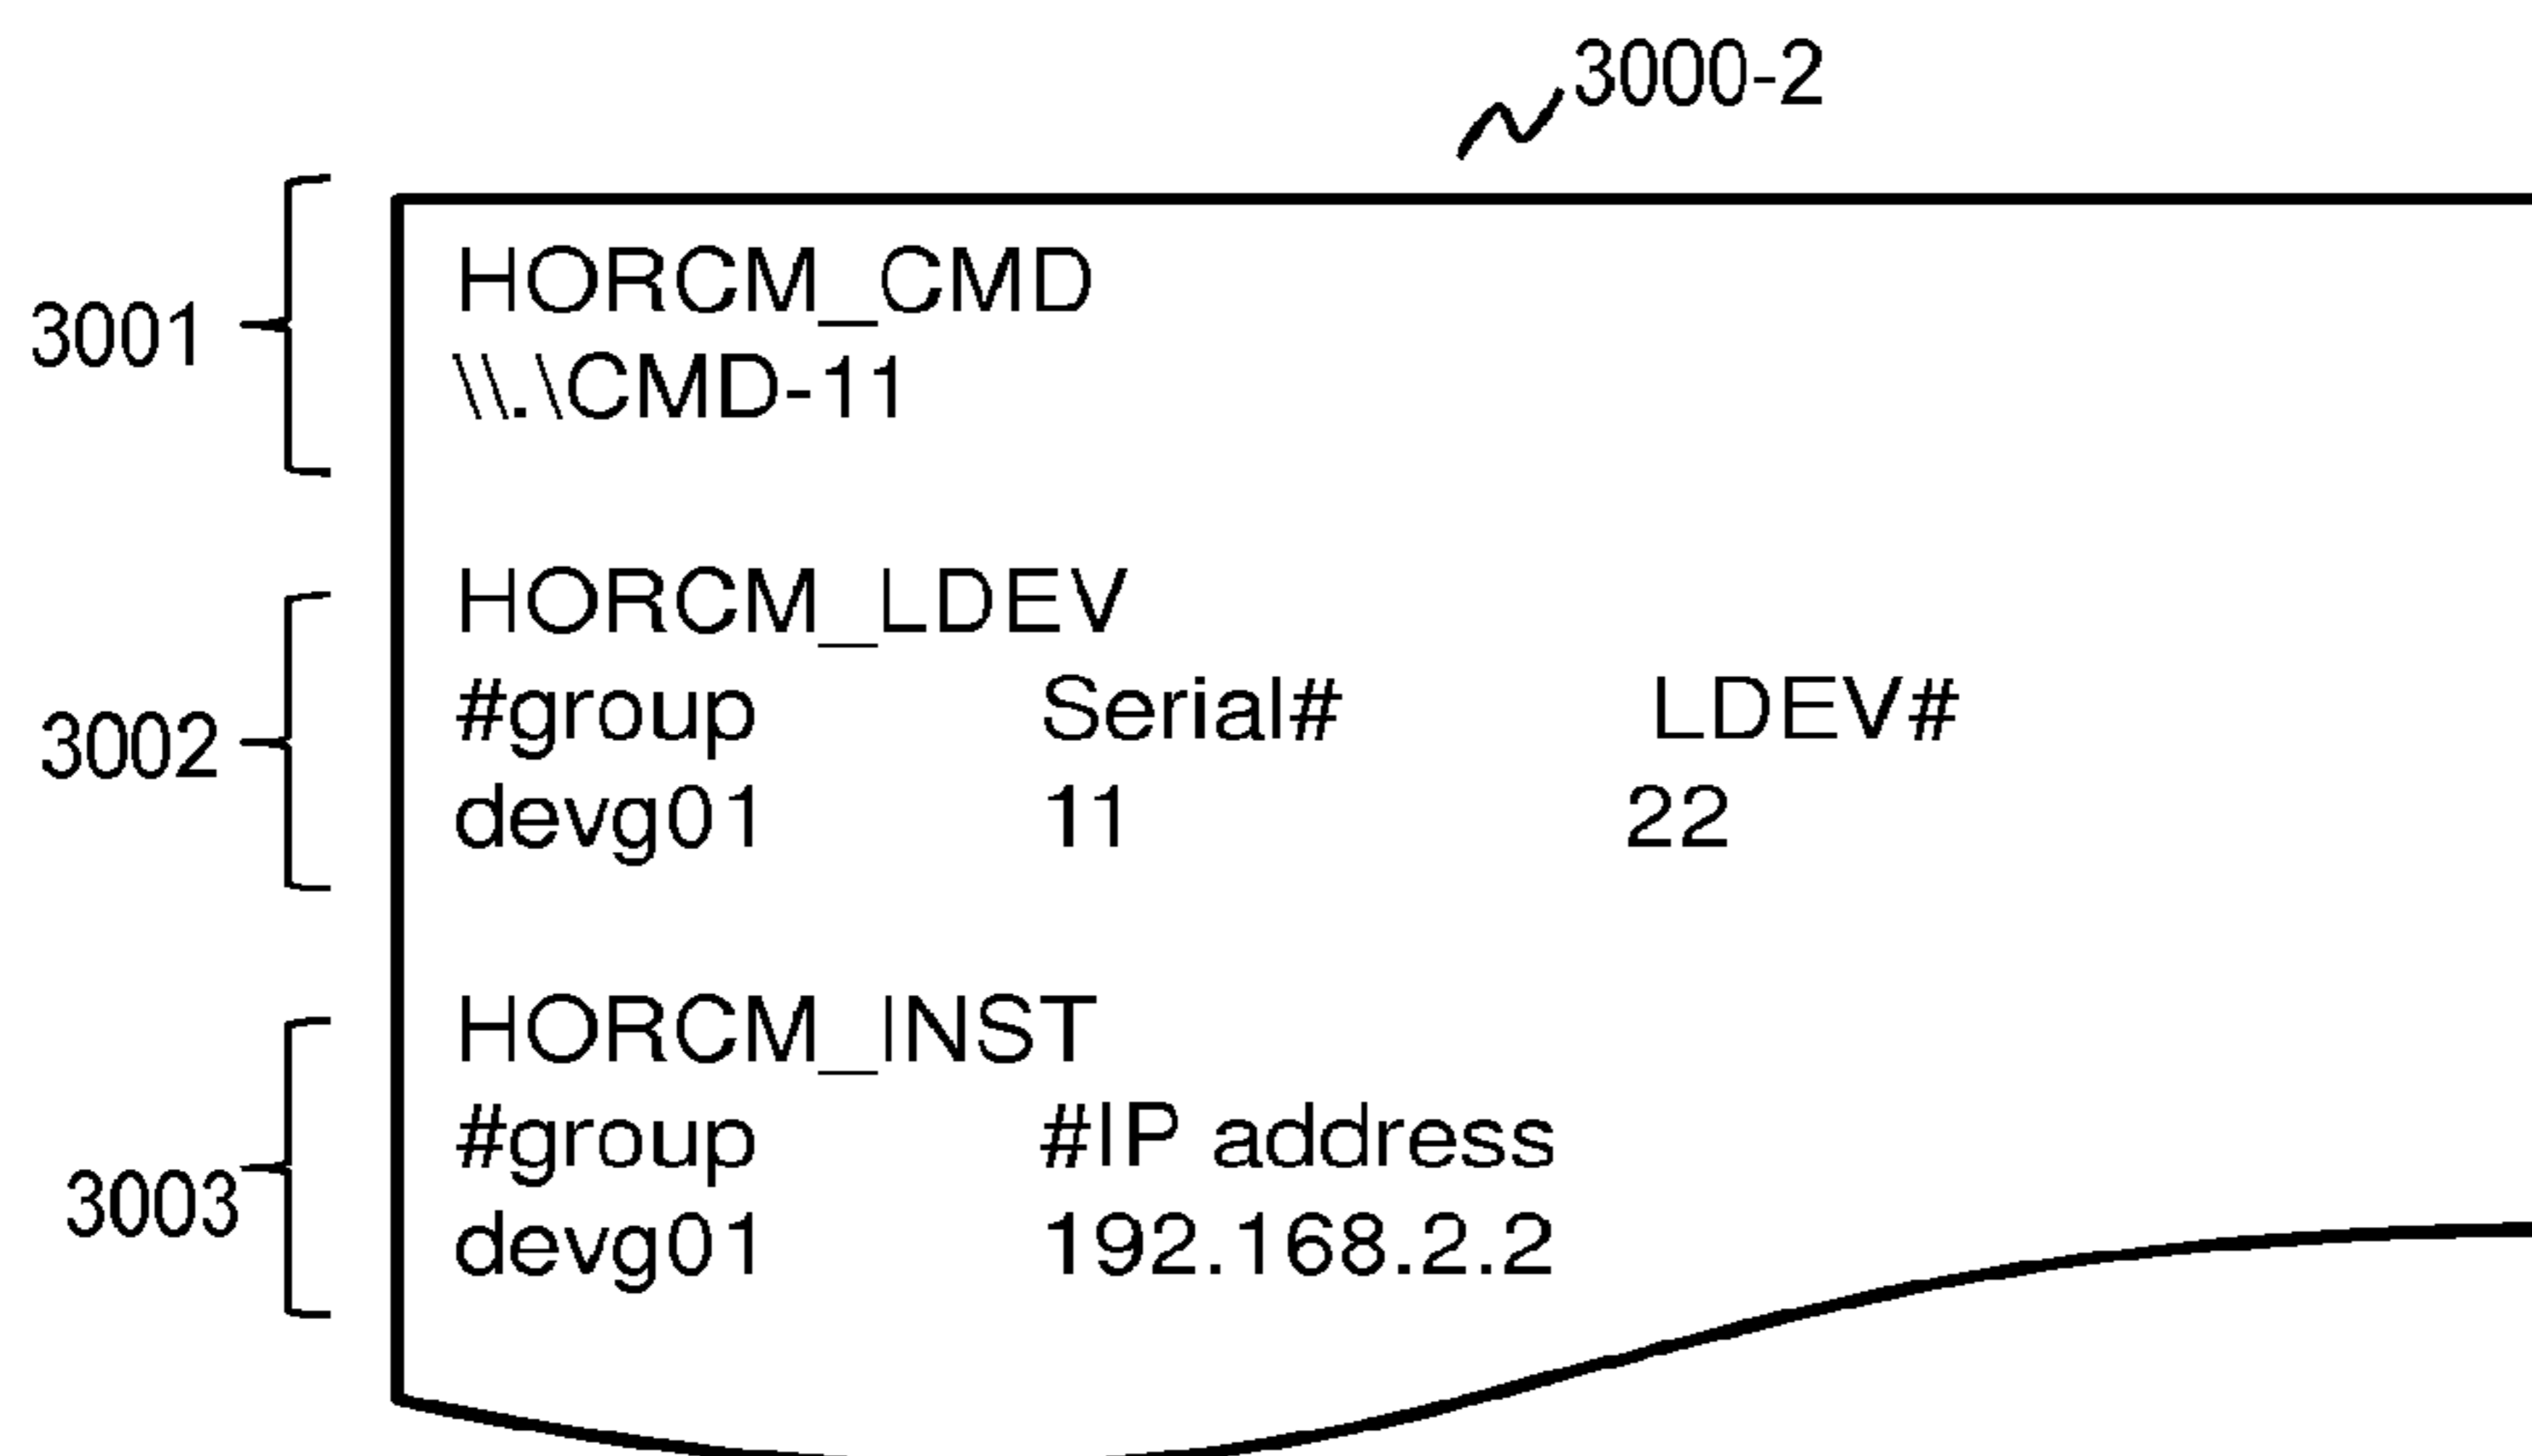 3000-2
3001
HORCM_CMD
\\.\CMD-11
3002
HORCM_LDEV
#group Serial# LDEV#
devg01 11 22
3003
HORCM_INST
#group #IP address
devg01 192.168.2.2